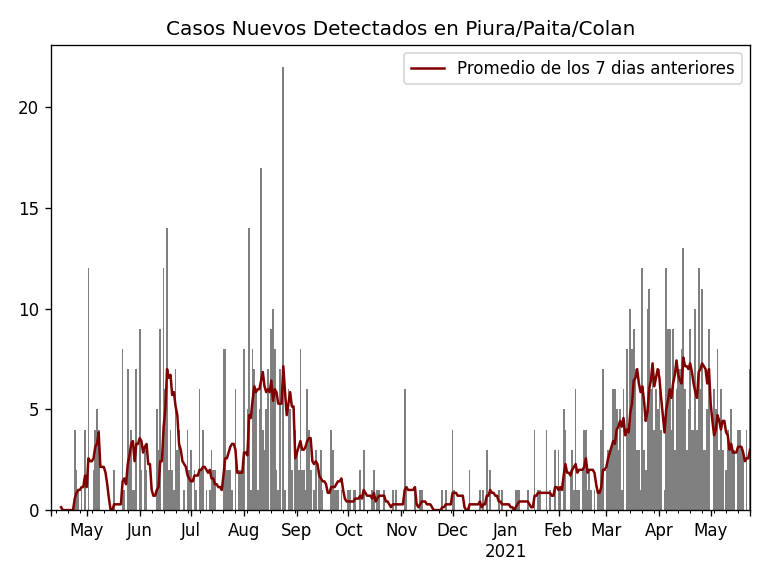 Casos Nuevos Detectados en Piura/Paita/Colan
Promedio de los 7 dias anteriores
20
15
10
5
0
May Jun Jul Aug Sep Oct Nov Dec Jan Feb Mar Apr May
2021